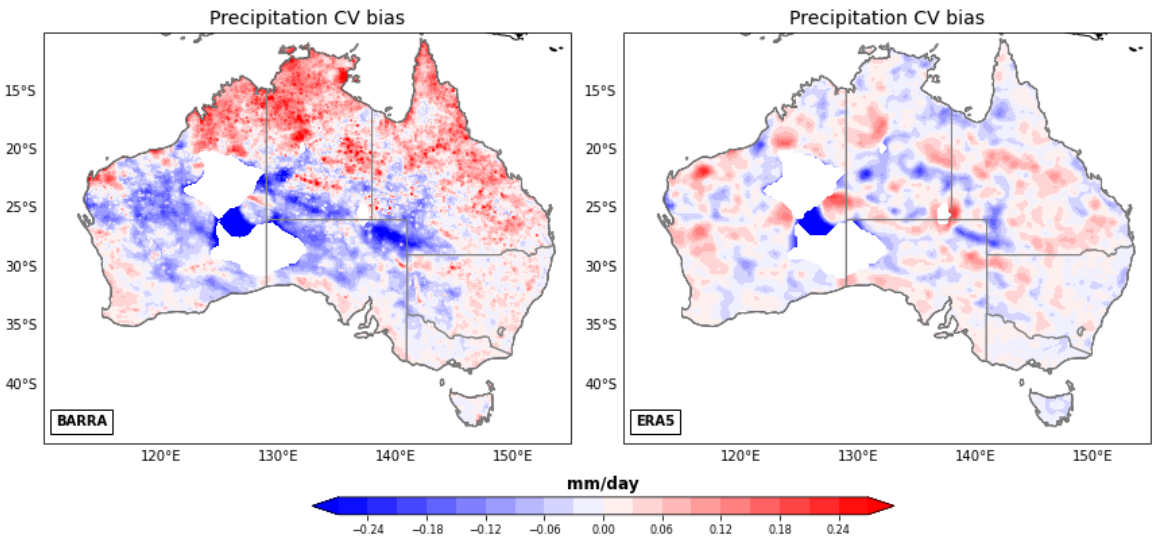 Precipitation CV bias
Precipitation CV bias
15°S
20°S
25°S
30°S
35°S
40°S
BARRA
120°E
130°E
140°E
150°E
15°S
20°S
25°S
30°S
35°S
40°S
ERA5
120°E
130°E
140°E
150°E
mm/day
−0.24
−0.18
−0.12
−0.06
0.00
0.06
0.12
0.18
0.24